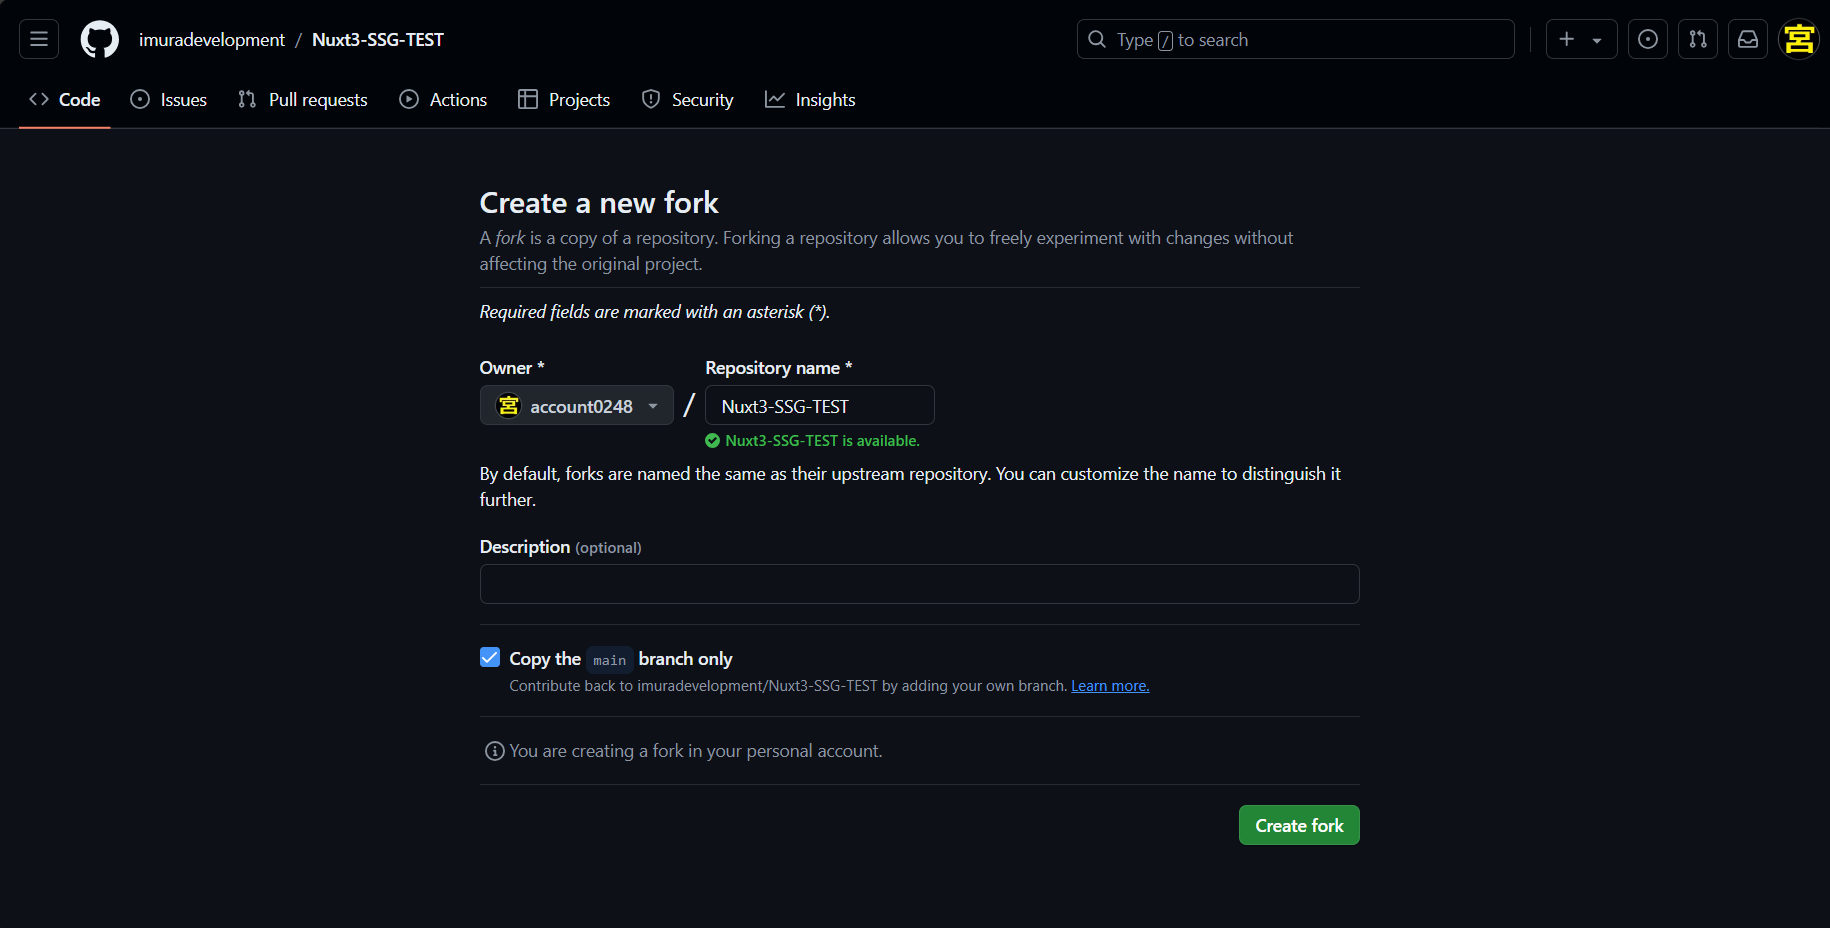 imuradevelopment / Nuxt3-SSG-TEST
Type / to search
宮
Code Issues Pull requests Actions Projects Security Insights
Create a new fork
A fork is a copy of a repository. Forking a repository allows you to freely experiment with changes without
affecting the original project.
Required fields are marked with an asterisk (*).
Owner * Repository name *
宮 account0248 / Nuxt3-SSG-TEST
Nuxt3-SSG-TEST is available.
By default, forks are named the same as their upstream repository. You can customize the name to distinguish it
further.
Description (optional)
Copy the main branch only
Contribute back to imuradevelopment/Nuxt3-SSG-TEST by adding your own branch. Learn more.
You are creating a fork in your personal account.
Create fork